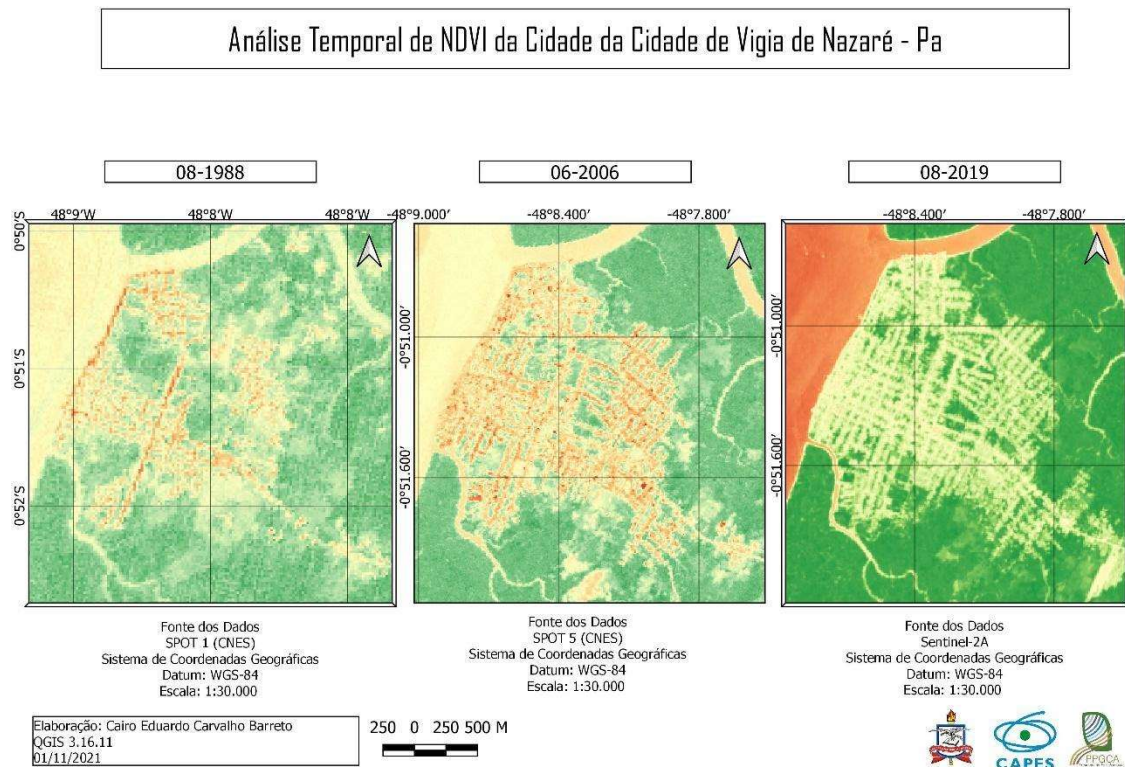 Análise Temporal de NDVI da Cidade da Cidade de Vigia de Nazaré - Pa
08-1988
06-2006
08-2019
48°9'W
48°8'W
48°8'W
-48°9.000'
-48°8.400'
-48°7.800'
-48°8.400'
-48°7.800'
0°50'S
0°51'S
0°52'S
-0°51.000'
-0°51.600'
-0°51.000'
-0°51.600'
Fonte dos Dados
SPOT 1 (CNES)
Sistema de Coordenadas Geográficas
Datum: WGS-84
Escala: 1:30.000
Fonte dos Dados
SPOT 5 (CNES)
Sistema de Coordenadas Geográficas
Datum: WGS-84
Escala: 1:30.000
Fonte dos Dados
Sentinel-2A
Sistema de Coordenadas Geográficas
Datum: WGS-84
Escala: 1:30.000
Elaboração: Cairo Eduardo Carvalho Barreto
QGIS 3.16.11
01/11/2021
250 0 250 500 M
CAPES
PPGCA